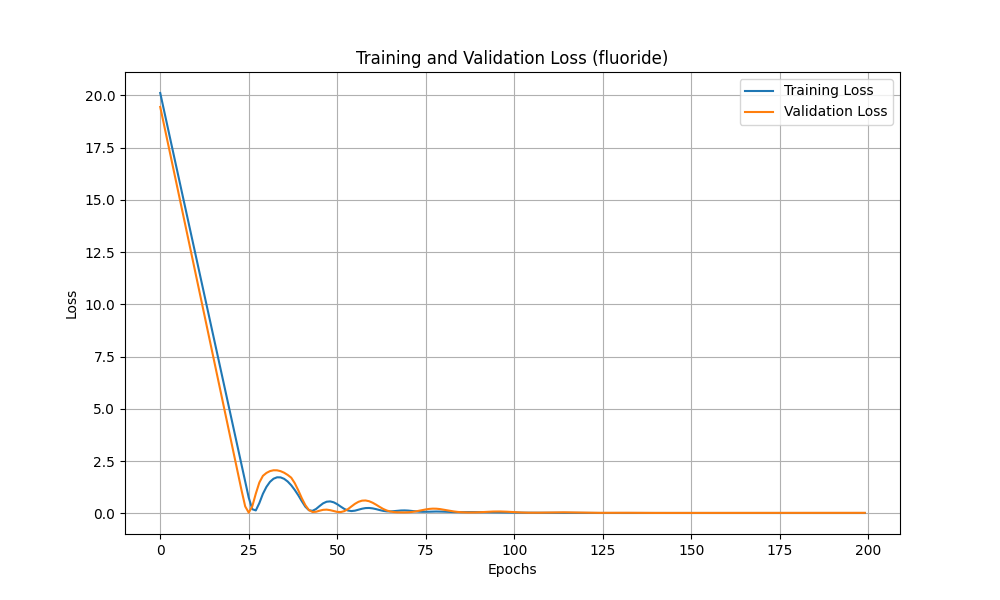 Training and Validation Loss (fluoride)
Training Loss
Validation Loss
20.0
17.5
15.0
12.5
10.0
7.5
5.0
2.5
0.0
Loss
0 25 50 75 100 125 150 175 200
Epochs